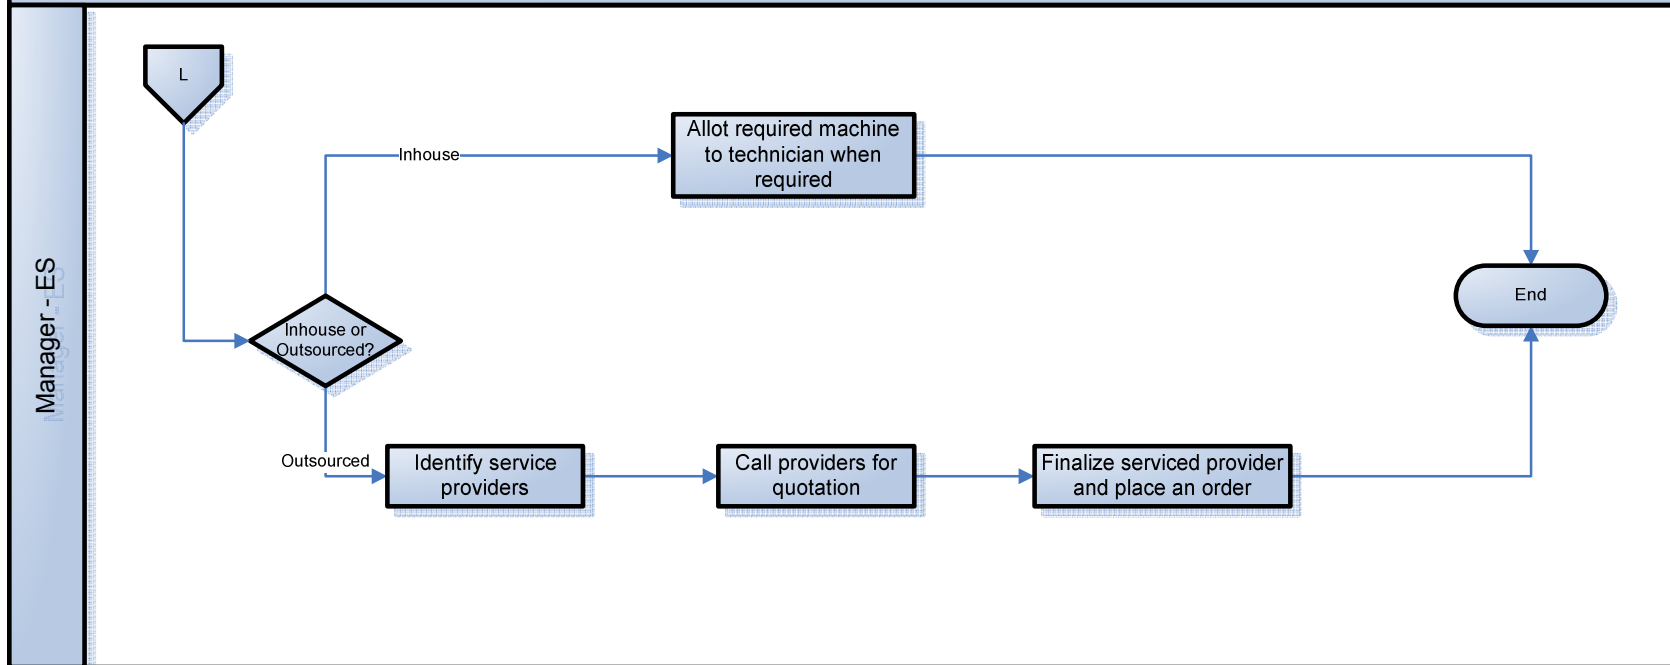 Manager - ES
L
Inhouse
Allot required machine
to technician when
required
End
Inhouse or
Outsourced?
Outsourced
Identify service
providers
Call providers for
quotation
Finalize serviced provider
and place an order